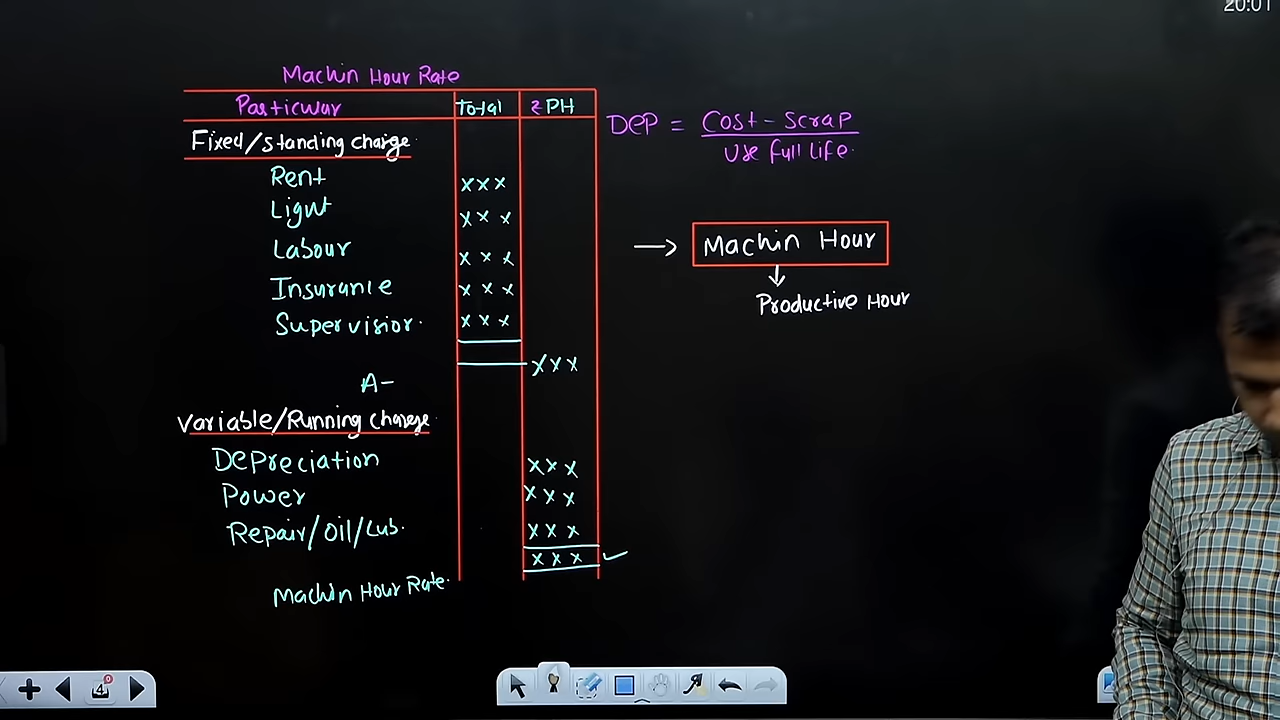 20:01
Machin Hour Rate
Particular Total ₹PH
Fixed/standing charge
Rent xxx
Light xxx
Labour xxx
Insurance xxx
Supervisior. xxx
xxx
A-
Variable/Running charge
Depreciation xxx
Power xxx
Repair/oil/Lub. xxx
xxx
Machin Hour Rate.
Dep = Cost - Scrap
Use full life.
→ Machin Hour
↓
Productive Hour
4
0